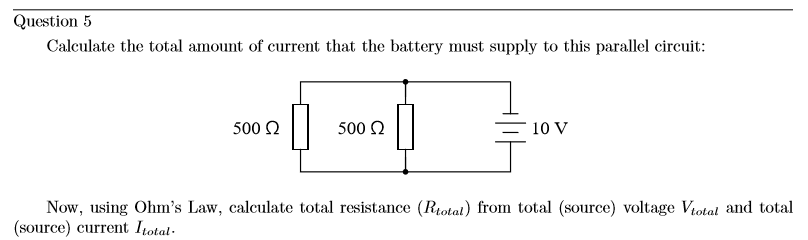 Question 5
Calculate the total amount of current that the battery must supply to this parallel circuit:
500 Ω 500 Ω 10 V
Now, using Ohm's Law, calculate total resistance (Rtotal) from total (source) voltage Vtotal and total
(source) current Itotal.